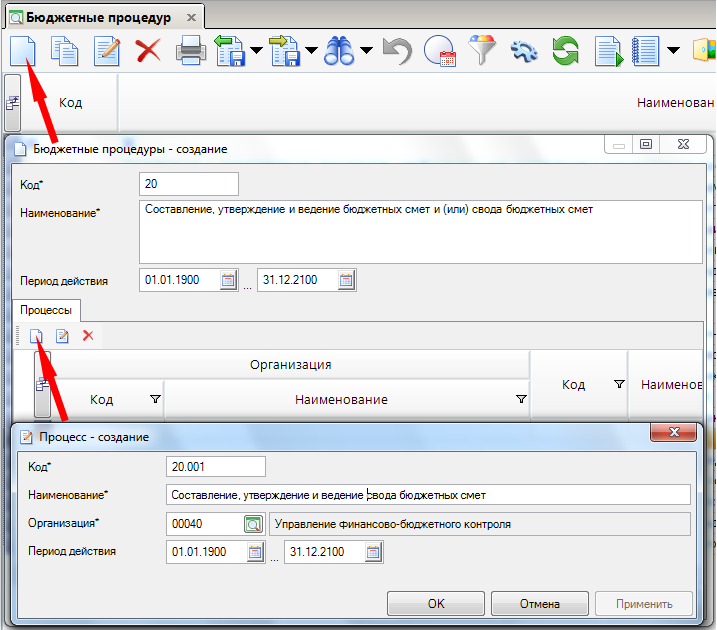 Бюджетные процедур
Код
Наименован
Бюджетные процедуры - создание
Код* 20
Наименование* Составление, утверждение и ведение бюджетных смет и (или) свода бюджетных смет
Период действия 01.01.1900 ... 31.12.2100
Процессы
Организация
Код Наименование Код Наименов
Процесс - создание
Код* 20.001
Наименование* Составление, утверждение и ведение свода бюджетных смет
Организация* 00040 Управление финансово-бюджетного контроля
Период действия 01.01.1900 ... 31.12.2100
OK Отмена Применить